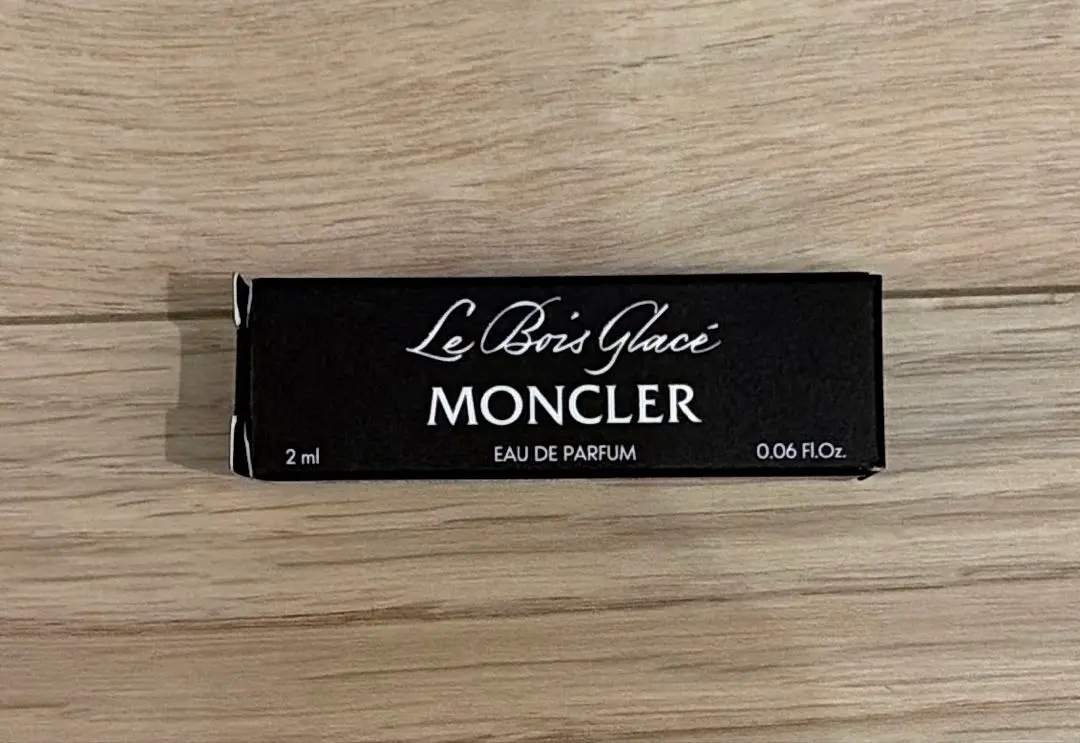 Le Bois Glacé
MONCLER
2 ml EAU DE PARFUM 0.06 Fl.Oz.